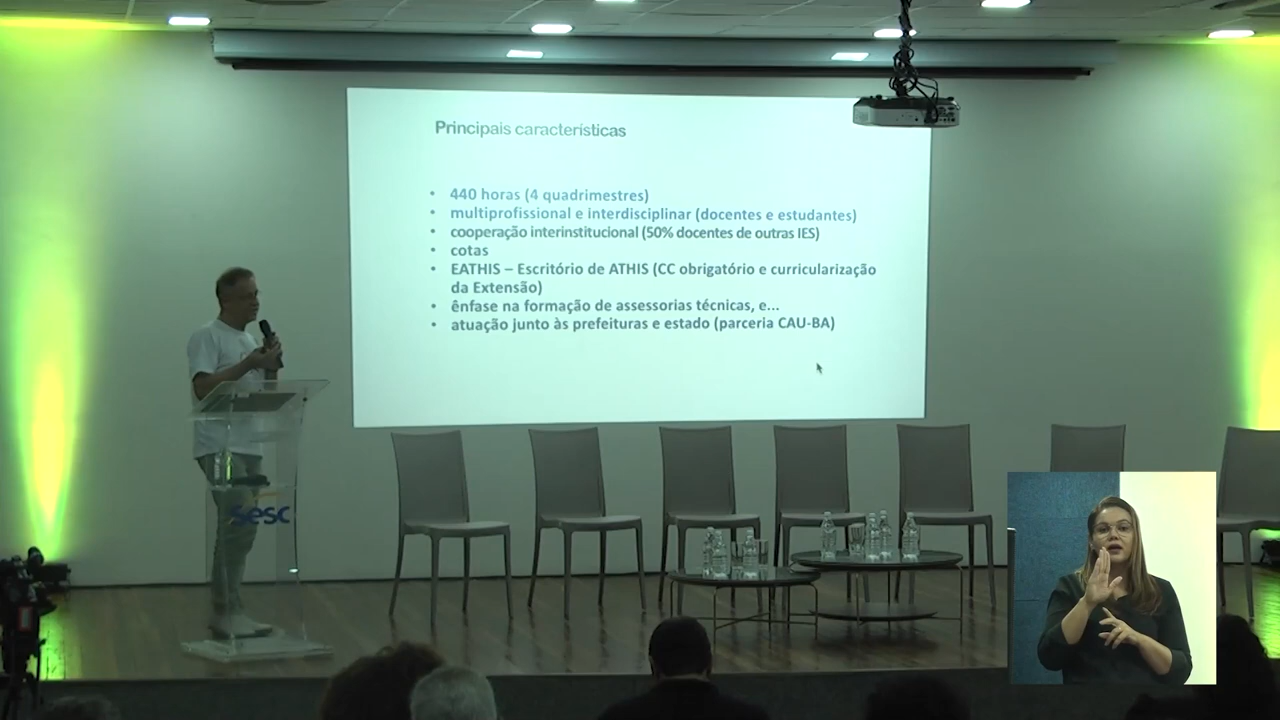 Principais características
• 440 horas (4 quadrimestres)
• multiprofissional e interdisciplinar (docentes e estudantes)
• cooperação interinstitucional (50% docentes de outras IES)
• cotas
• EATHIS – Escritório de ATHIS (CC obrigatório e curricularização
da Extensão)
• ênfase na formação de assessorias técnicas, e...
• atuação junto às prefeituras e estado (parceria CAU-BA)
sesc